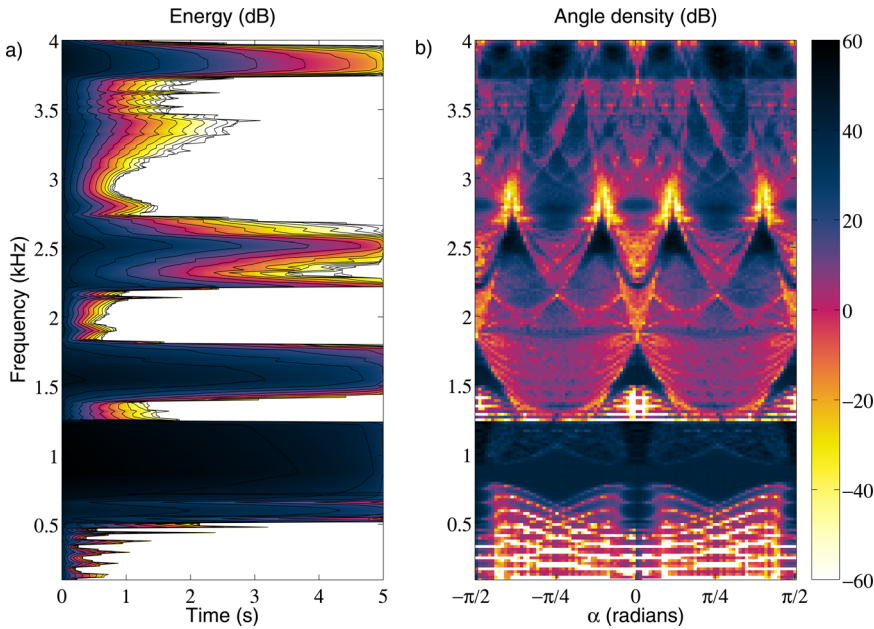 Energy (dB)
Angle density (dB)
a)
b)
4
3.5
3
2.5
2
1.5
1
0.5
Frequency (kHz)
0
1
2
3
4
5
Time (s)
4
3.5
3
2.5
2
1.5
1
0.5
−π/2
−π/4
0
π/4
π/2
α (radians)
60
40
20
0
−20
−40
−60